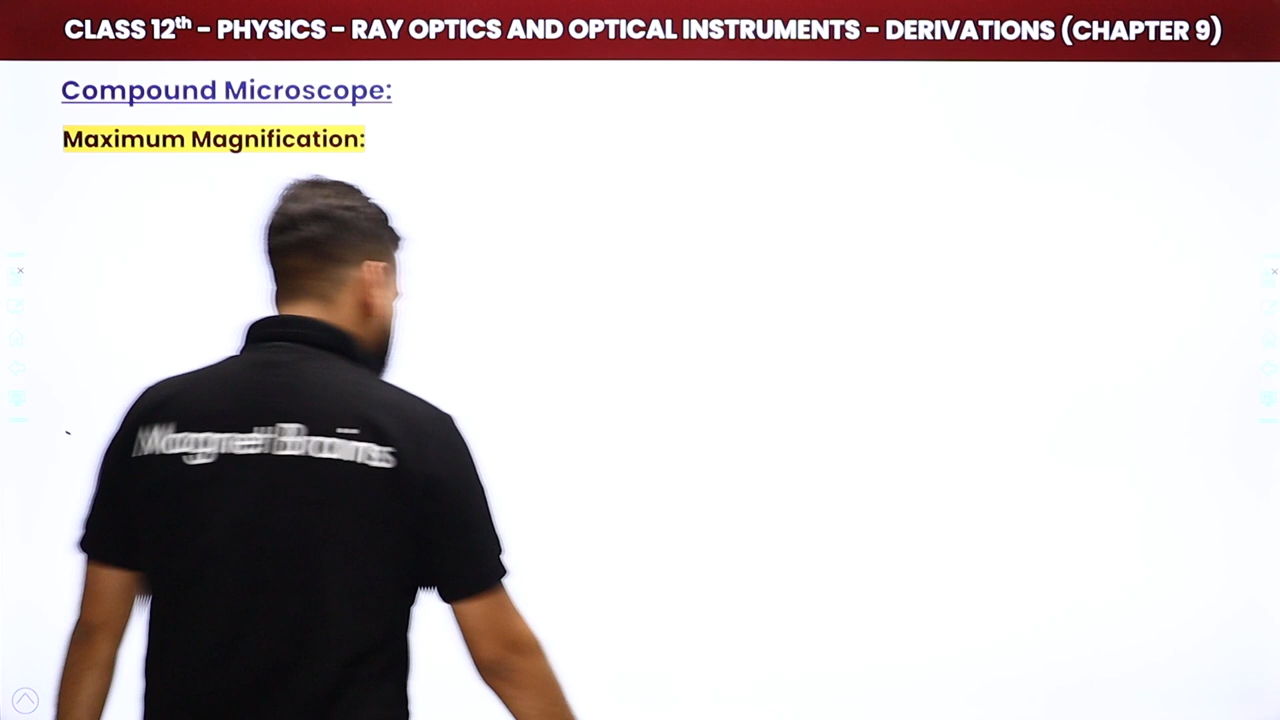 CLASS 12th - PHYSICS - RAY OPTICS AND OPTICAL INSTRUMENTS - DERIVATIONS (CHAPTER 9)
Compound Microscope:
Maximum Magnification: